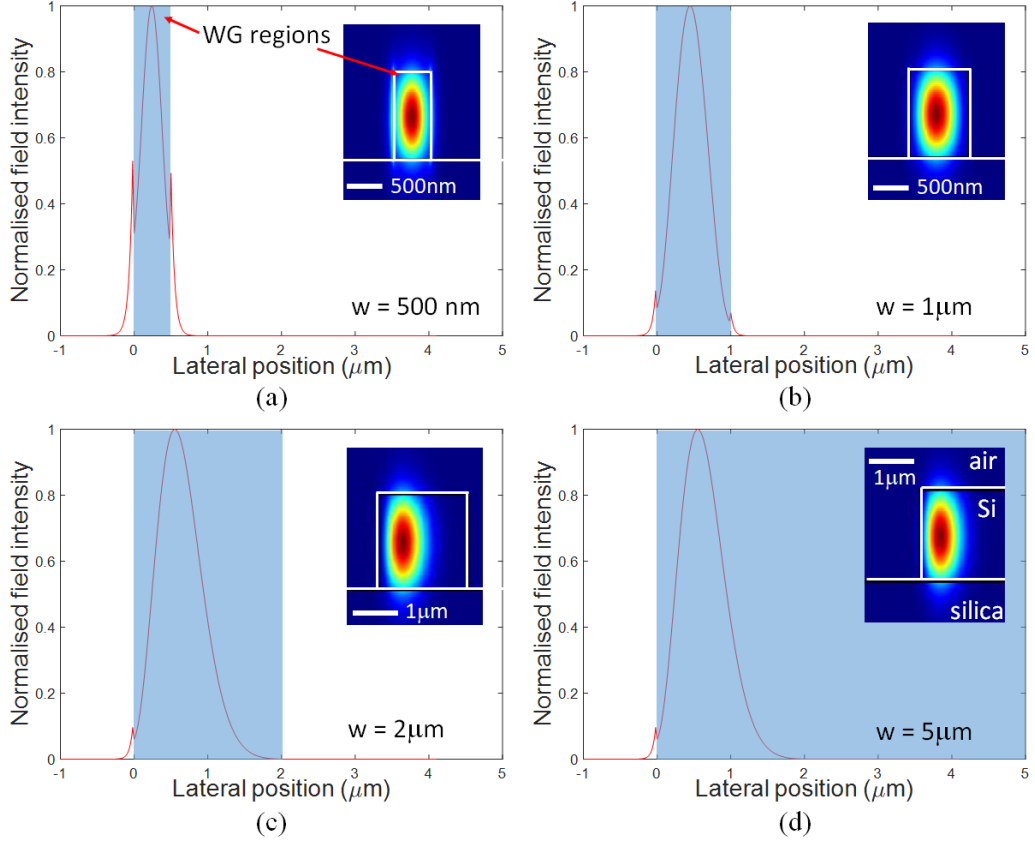 WG regions
500nm
w = 500 nm
Normalised field intensity
1
0.8
0.6
0.4
0.2
0
-1 0 1 2 3 4 5
Lateral position (μm)
(a)
500nm
w = 1μm
Normalised field intensity
1
0.8
0.6
0.4
0.2
0
-1 0 1 2 3 4 5
Lateral position (μm)
(b)
1μm
w = 2μm
Normalised field intensity
1
0.8
0.6
0.4
0.2
0
-1 0 1 2 3 4 5
Lateral position (μm)
(c)
1μm
air
Si
silica
w = 5μm
Normalised field intensity
1
0.8
0.6
0.4
0.2
0
-1 0 1 2 3 4 5
Lateral position (μm)
(d)